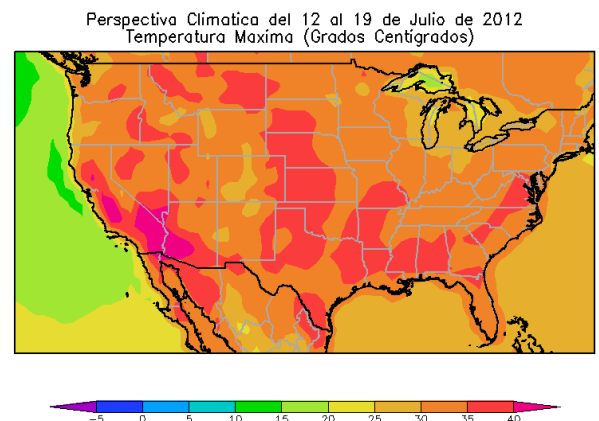 Perspectiva Climatica del 12 al 19 de Julio de 2012
Temperatura Maxima (Grados Centígrados)
-5 0 5 10 15 20 25 30 35 40